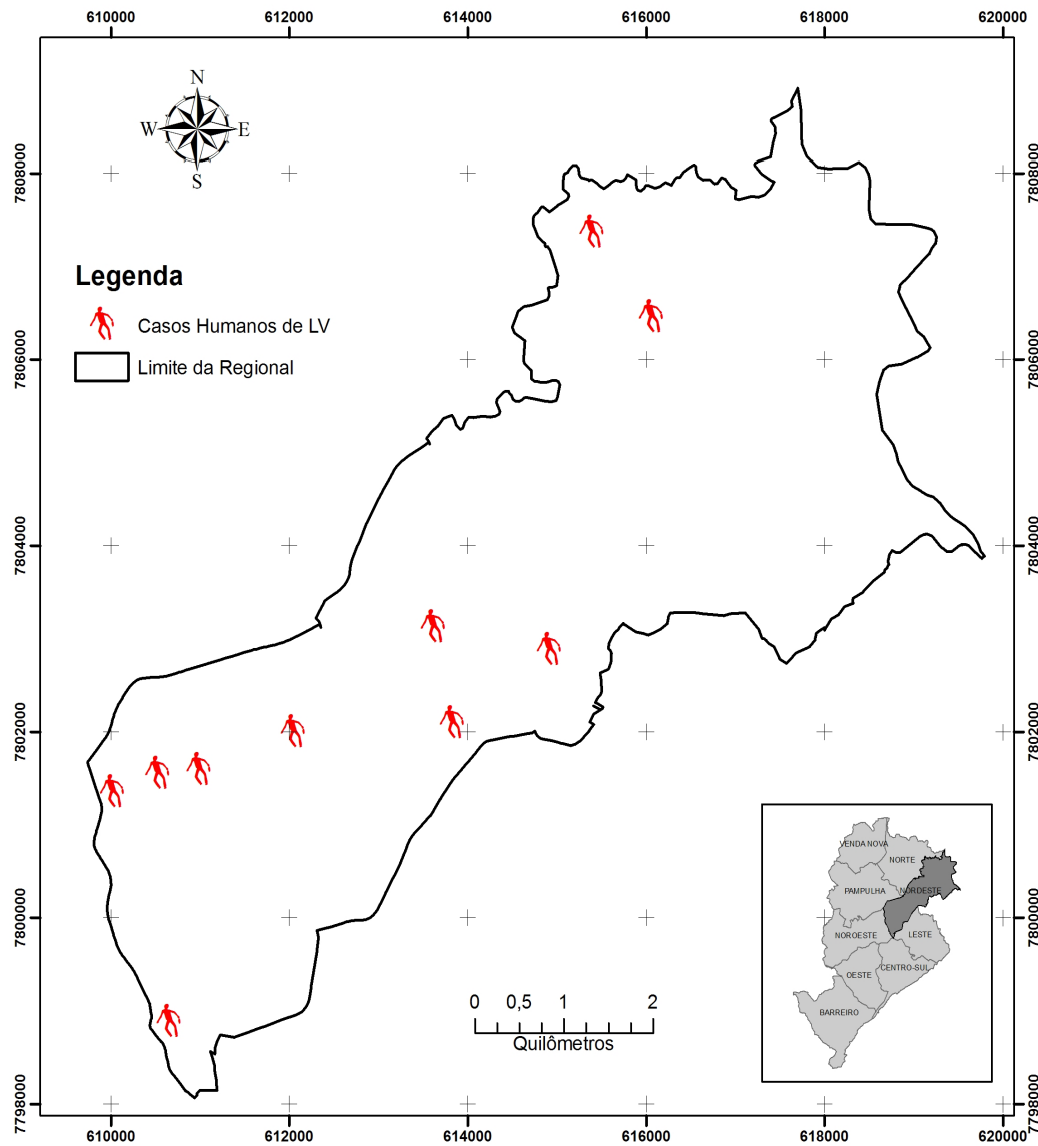 610000 612000 614000 616000 618000 620000
N
W E
S
7808000 7808000
Legenda
Casos Humanos de LV
Limite da Regional
7806000 7806000
7804000 7804000
7802000 7802000
VENDA NOVA
NORTE
PAMPULHA NORDESTE
NOROESTE LESTE
CENTRO-SUL
OESTE
BARREIRO
7800000 7800000
0 0,5 1 2
Quilômetros
7798000 7798000
610000 612000 614000 616000 618000 620000